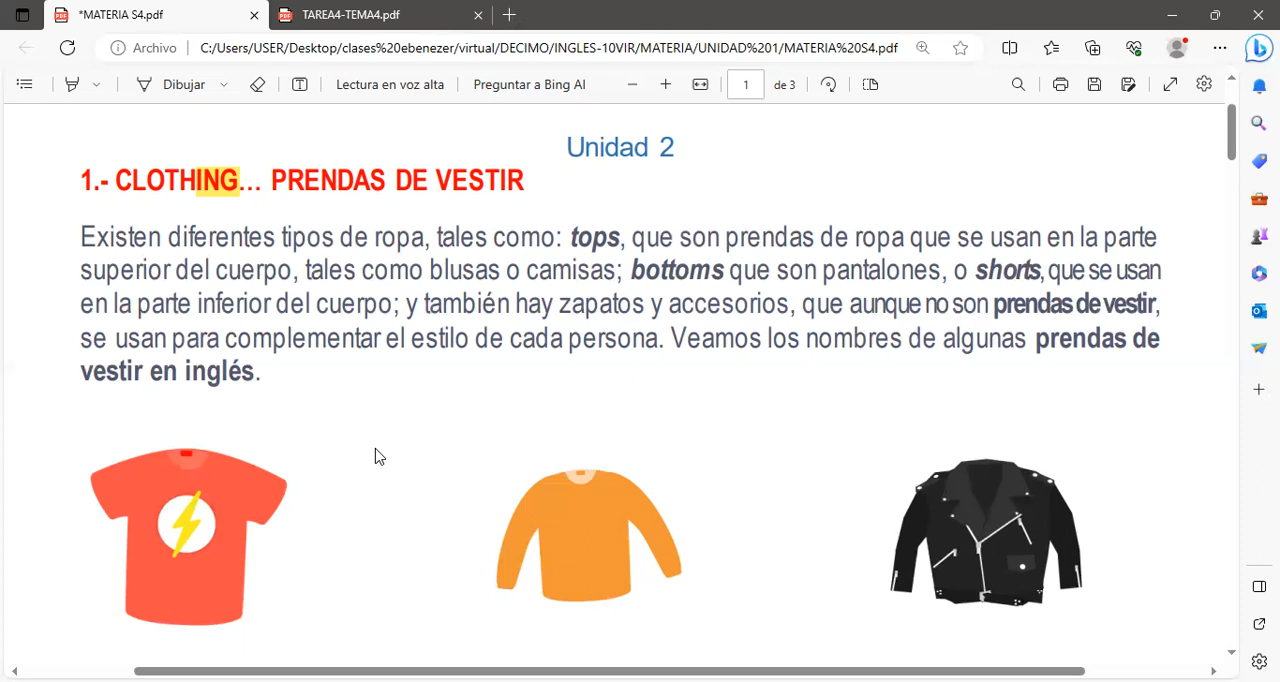 *MATERIA S4.pdf
TAREA4-TEMA4.pdf
Archivo
C:/Users/USER/Desktop/clases%20ebenezer/virtual/DECIMO/INGLES-10VIR/MATERIA/UNIDAD%201/MATERIA%20S4.pdf
Dibujar
Lectura en voz alta
Preguntar a Bing AI
1
de 3
Unidad 2
1.- CLOTHING... PRENDAS DE VESTIR
Existen diferentes tipos de ropa, tales como: tops, que son prendas de ropa que se usan en la parte
superior del cuerpo, tales como blusas o camisas; bottoms que son pantalones, o shorts, que se usan
en la parte inferior del cuerpo; y también hay zapatos y accesorios, que aunque no son prendas de vestir,
se usan para complementar el estilo de cada persona. Veamos los nombres de algunas prendas de
vestir en inglés.